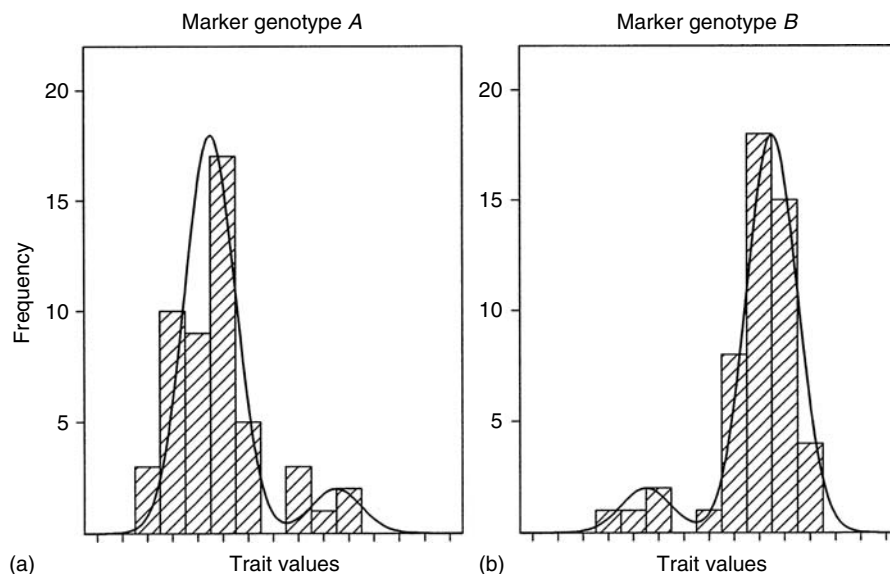 Marker genotype A
Marker genotype B
20
15
10
5
Frequency
20
15
10
5
(a)
Trait values
(b)
Trait values